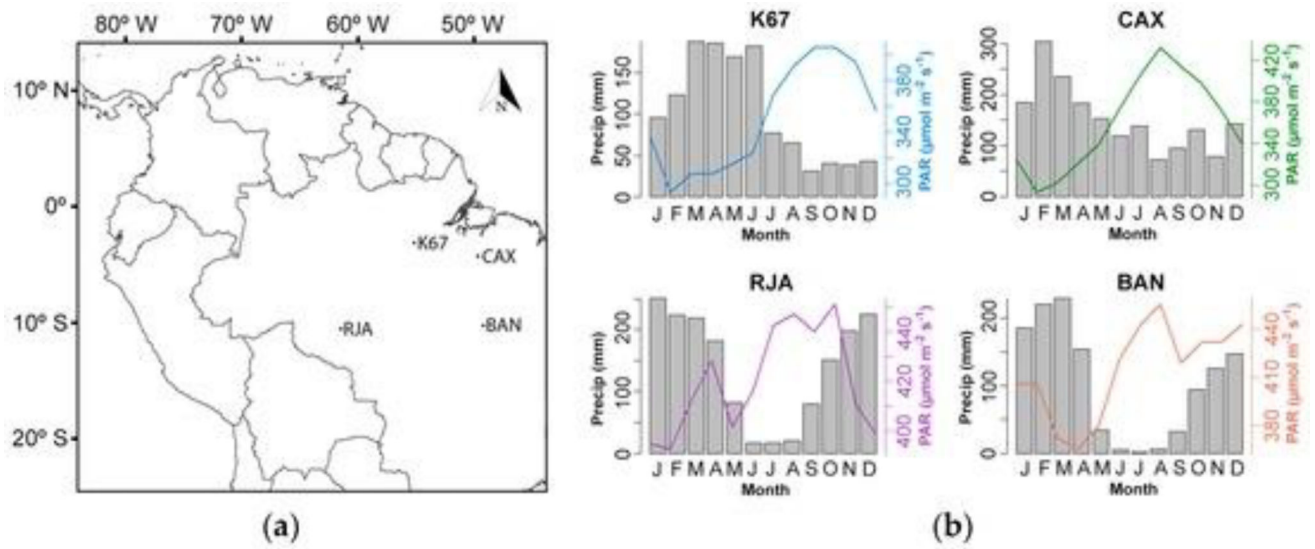 80° W 70° W 60° W 50° W
10° N
0°
10° S
20° S
N
K67
CAX
RJA
BAN
(a)
K67
Precip (mm)
0 50 100 150
300 340 380
PAR (μmol m⁻² s⁻¹)
J F M A M J J A S O N D
Month
CAX
Precip (mm)
0 100 200 300
300 340 380 420
PAR (μmol m⁻² s⁻¹)
J F M A M J J A S O N D
Month
RJA
Precip (mm)
0 100 200
400 420 440
PAR (μmol m⁻² s⁻¹)
J F M A M J J A S O N D
Month
BAN
Precip (mm)
0 100 200
380 410 440
PAR (μmol m⁻² s⁻¹)
J F M A M J J A S O N D
Month
(b)